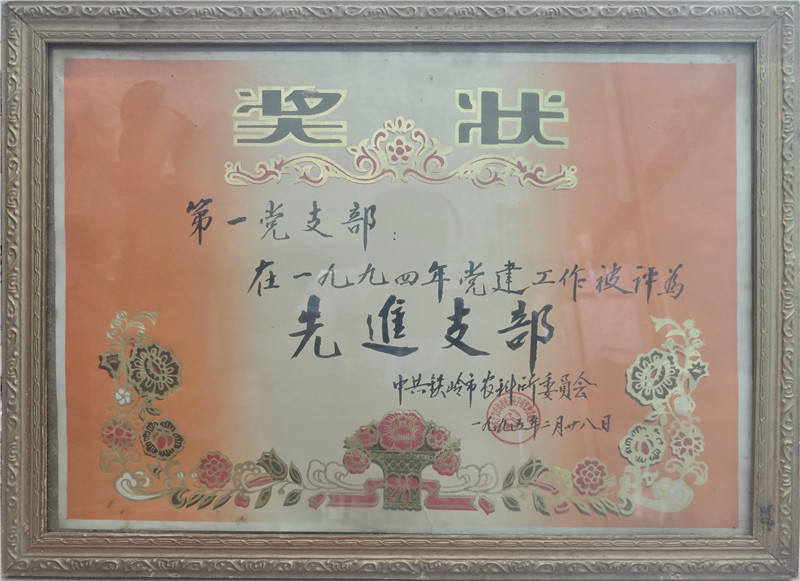 奖状
第一党支部：
在一九九四年党建工作被评为
先進支部
中共铁岭市农科所委員会
一九九五年二月廿八日